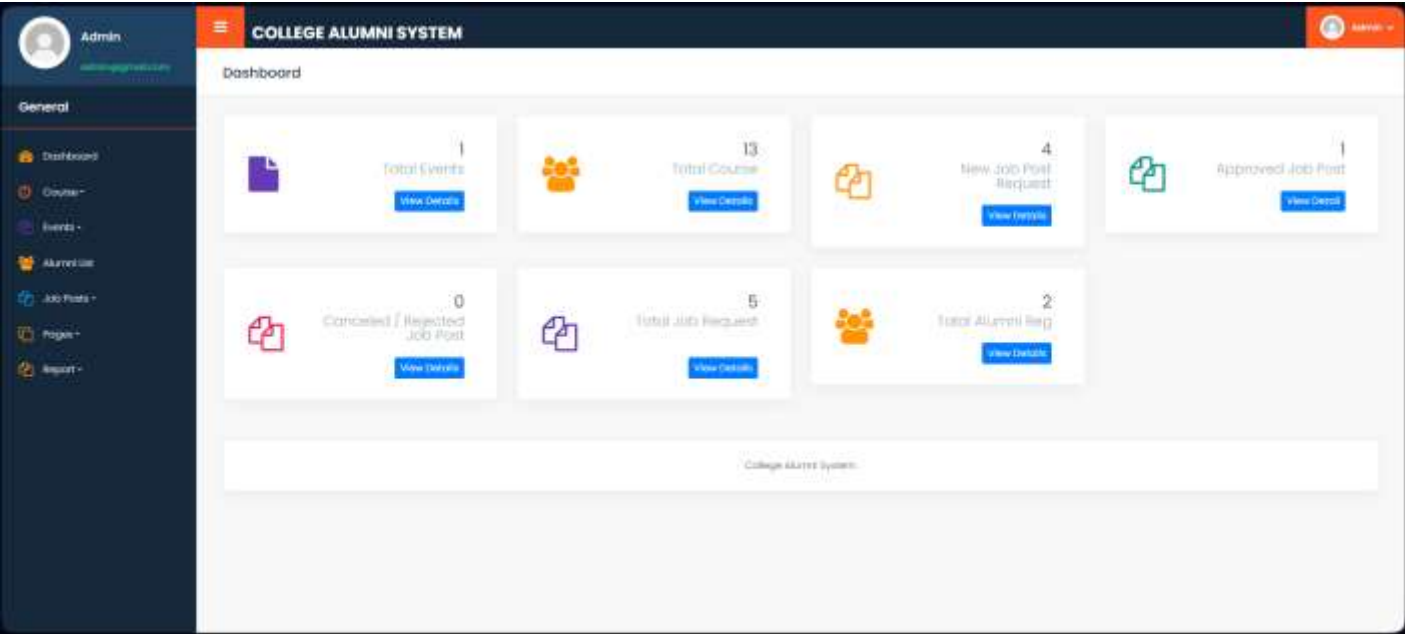 Admin
COLLEGE ALUMNI SYSTEM
Admin
admin@gmail.com
Dashboard
General
Dashboard
Course
Events
Alumni List
Job Posts
Pages
Report
1
Total Events
View Details
13
Total Course
View Details
4
New Job Post
Request
View Details
1
Approved Job Post
View Detail
0
Canceled / Rejected
Job Post
View Details
5
Total Job Request
View Details
2
Total Alumni Reg
View Details
College Alumni System